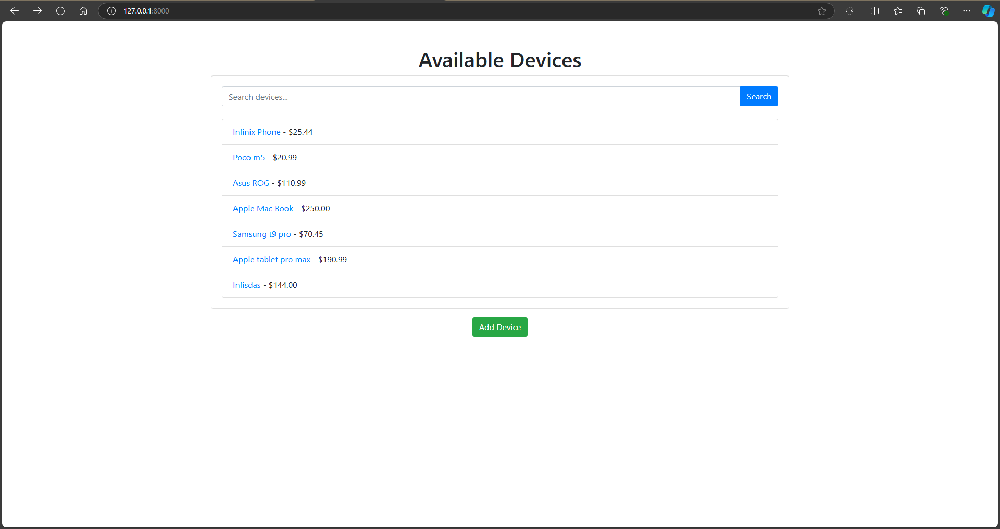 127.0.0.1:8000
Available Devices
Search devices...
Search
Infinix Phone - $25.44
Poco m5 - $20.99
Asus ROG - $110.99
Apple Mac Book - $250.00
Samsung t9 pro - $70.45
Apple tablet pro max - $190.99
Infisdas - $144.00
Add Device